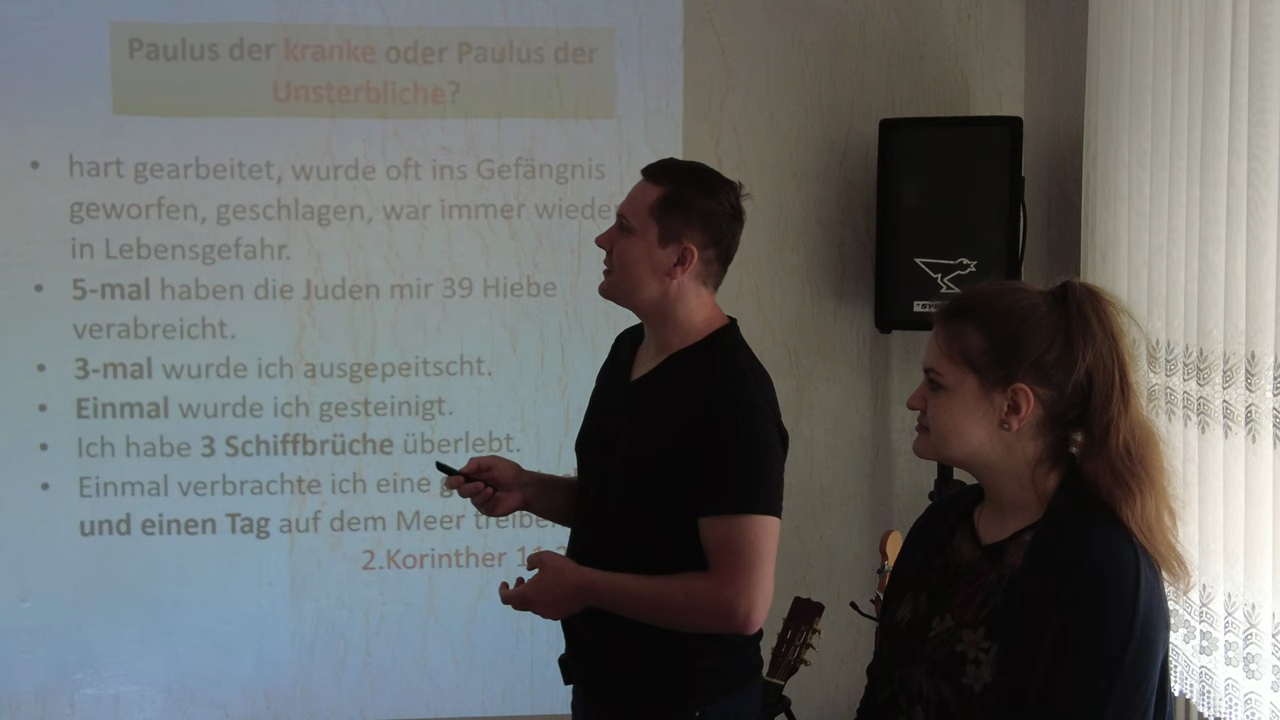 Paulus der kranke oder Paulus der
Unsterbliche?
• hart gearbeitet, wurde oft ins Gefängnis
geworfen, geschlagen, war immer wieder
in Lebensgefahr.
• 5-mal haben die Juden mir 39 Hiebe
verabreicht.
• 3-mal wurde ich ausgepeitscht.
• Einmal wurde ich gesteinigt.
• Ich habe 3 Schiffbrüche überlebt.
• Einmal verbrachte ich eine
und einen Tag auf dem Meer
2.Korinther